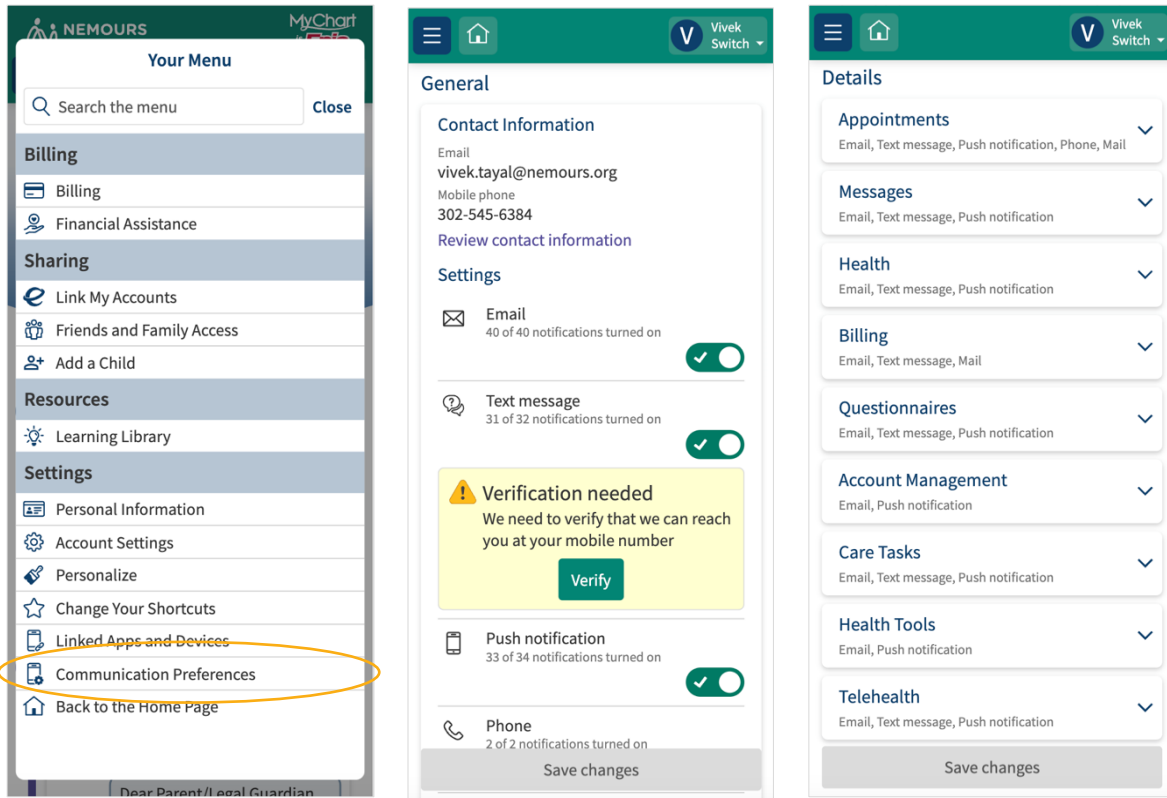 NEMOURS
MyChart
Your Menu
Search the menu
Close
Billing
Billing
Financial Assistance
Sharing
Link My Accounts
Friends and Family Access
Add a Child
Resources
Learning Library
Settings
Personal Information
Account Settings
Personalize
Change Your Shortcuts
Linked Apps and Devices
Communication Preferences
Back to the Home Page
Dear Parent/Legal Guardian
V
Vivek
Switch
General
Contact Information
Email
vivek.tayal@nemours.org
Mobile phone
302-545-6384
Review contact information
Settings
Email
40 of 40 notifications turned on
Text message
31 of 32 notifications turned on
Verification needed
We need to verify that we can reach
you at your mobile number
Verify
Push notification
33 of 34 notifications turned on
Phone
2 of 2 notifications turned on
Save changes
V
Vivek
Switch
Details
Appointments
Email, Text message, Push notification, Phone, Mail
Messages
Email, Text message, Push notification
Health
Email, Text message, Push notification
Billing
Email, Text message, Mail
Questionnaires
Email, Text message, Push notification
Account Management
Email, Push notification
Care Tasks
Email, Text message, Push notification
Health Tools
Email, Push notification
Telehealth
Email, Text message, Push notification
Save changes